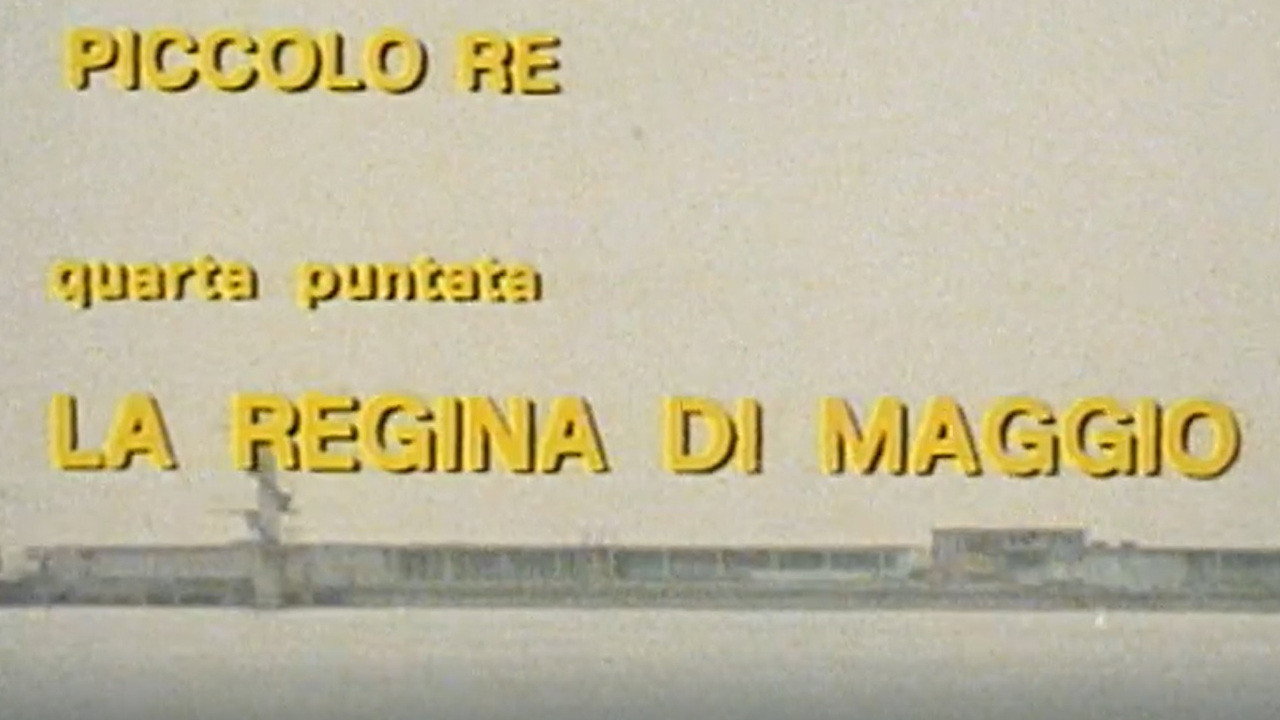 PICCOLO RE
quarta puntata
LA REGINA DI MAGGIO